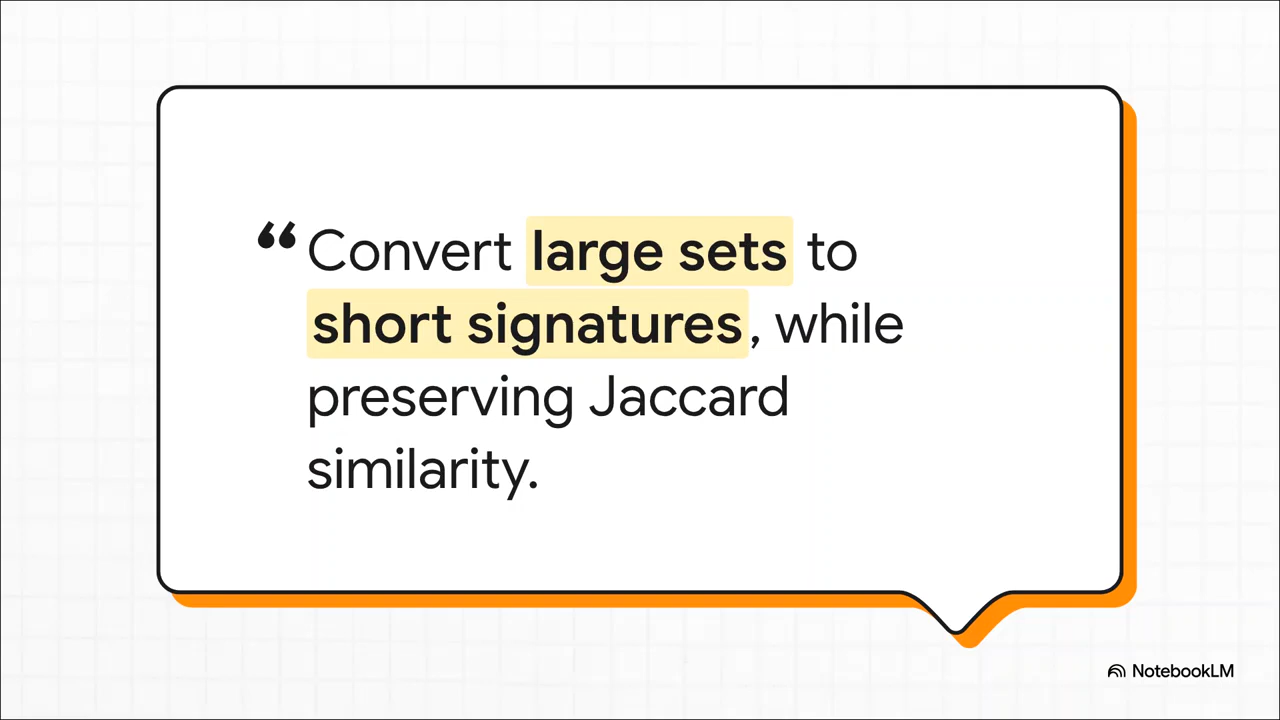 “Convert large sets to
short signatures, while
preserving Jaccard
similarity.
NotebookLM